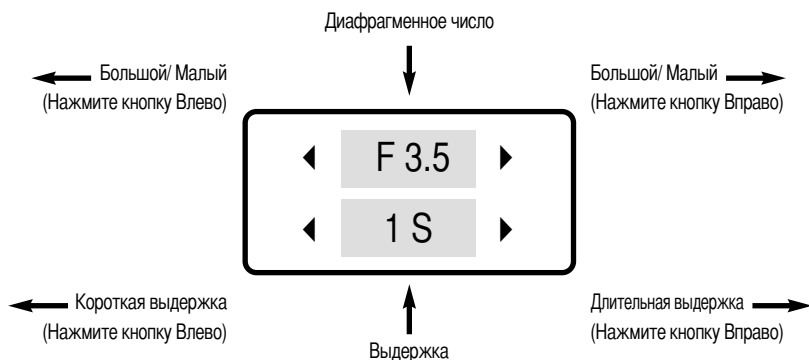 Диафрагменное число
Большой/ Малый
(Нажмите кнопку Влево)
Большой/ Малый
(Нажмите кнопку Вправо)
F 3.5
1 S
Короткая выдержка
(Нажмите кнопку Влево)
Длительная выдержка
(Нажмите кнопку Вправо)
Выдержка